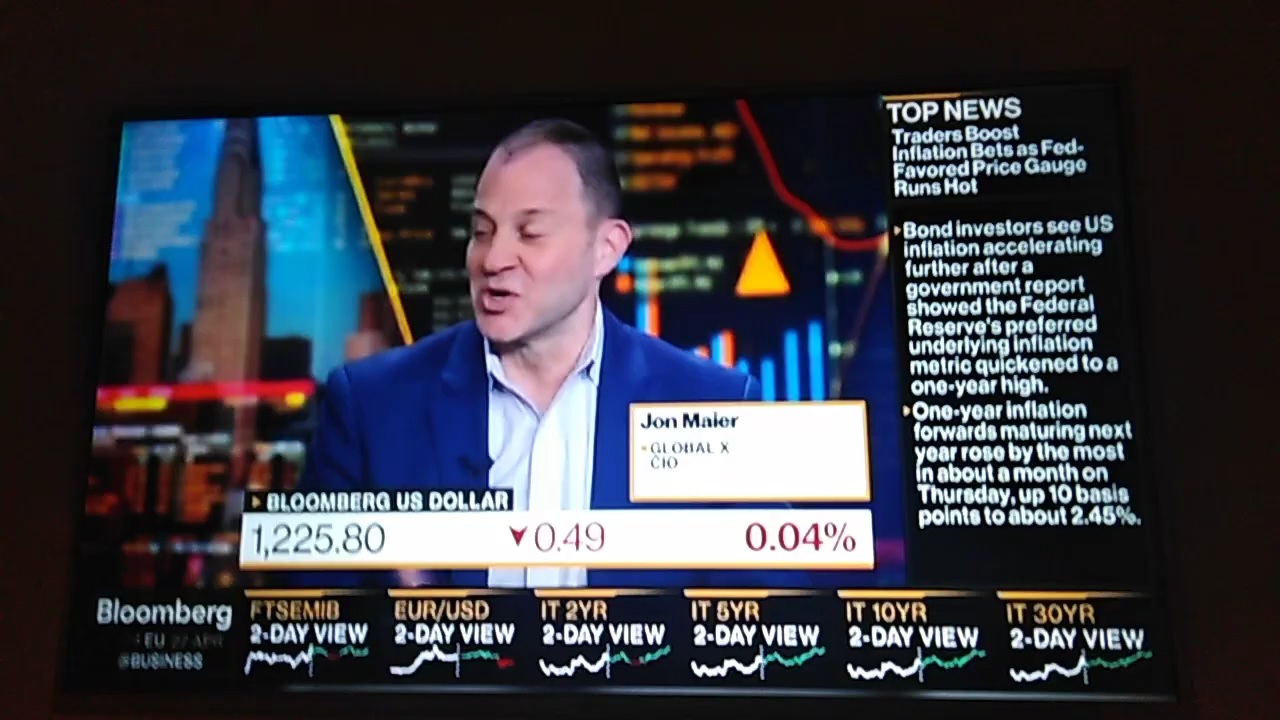 TOP NEWS
Traders Boost
Inflation Bets as Fed-
Favored Price Gauge
Runs Hot
Bond investors see US
inflation accelerating
further after a
government report
showed the Federal
Reserve's preferred
underlying inflation
metric quickened to a
one-year high.
One-year inflation
forwards maturing next
year rose by the most
in about a month on
Thursday, up 10 basis
points to about 2.45%.
Jon Maier
GLOBAL X
CIO
BLOOMBERG US DOLLAR
1,225.80 0.49 0.04%
Bloomberg
EU 27 APR
@BUSINESS
FTSEMIB
2-DAY VIEW
EUR/USD
2-DAY VIEW
IT 2YR
2-DAY VIEW
IT 5YR
2-DAY VIEW
IT 10YR
2-DAY VIEW
IT 30YR
2-DAY VIEW